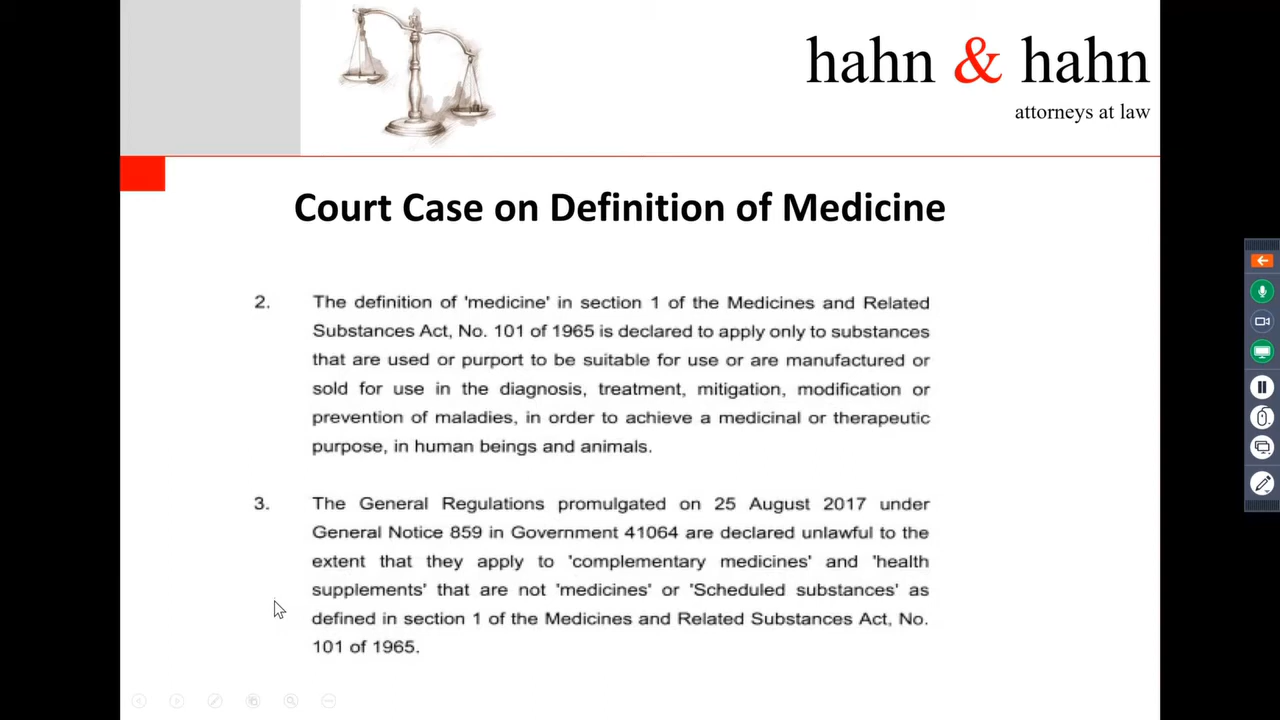 hahn & hahn
attorneys at law
Court Case on Definition of Medicine
2. The definition of 'medicine' in section 1 of the Medicines and Related
Substances Act, No. 101 of 1965 is declared to apply only to substances
that are used or purport to be suitable for use or are manufactured or
sold for use in the diagnosis, treatment, mitigation, modification or
prevention of maladies, in order to achieve a medicinal or therapeutic
purpose, in human beings and animals.
3. The General Regulations promulgated on 25 August 2017 under
General Notice 859 in Government 41064 are declared unlawful to the
extent that they apply to 'complementary medicines' and 'health
supplements' that are not 'medicines' or 'Scheduled substances' as
defined in section 1 of the Medicines and Related Substances Act, No.
101 of 1965.